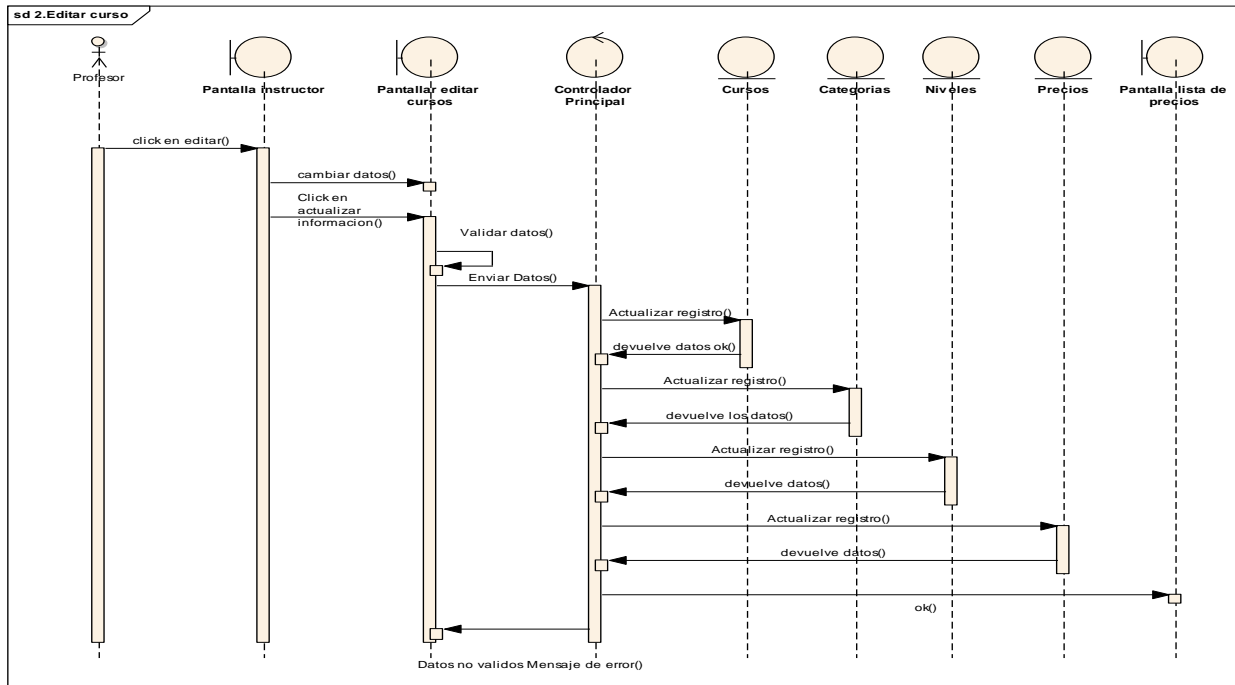 sd 2.Editar curso
Profesor
Pantalla instructor
Pantallar editar
cursos
Controlador
Principal
Cursos
Categorias
Niveles
Precios
Pantalla lista de
precios
click en editar()
cambiar datos()
Click en
actualizar
informacion()
Validar datos()
Enviar Datos()
Actualizar registro()
devuelve datos ok()
Actualizar registro()
devuelve los datos()
Actualizar registro()
devuelve datos()
Actualizar registro()
devuelve datos()
ok()
Datos no validos Mensaje de error()